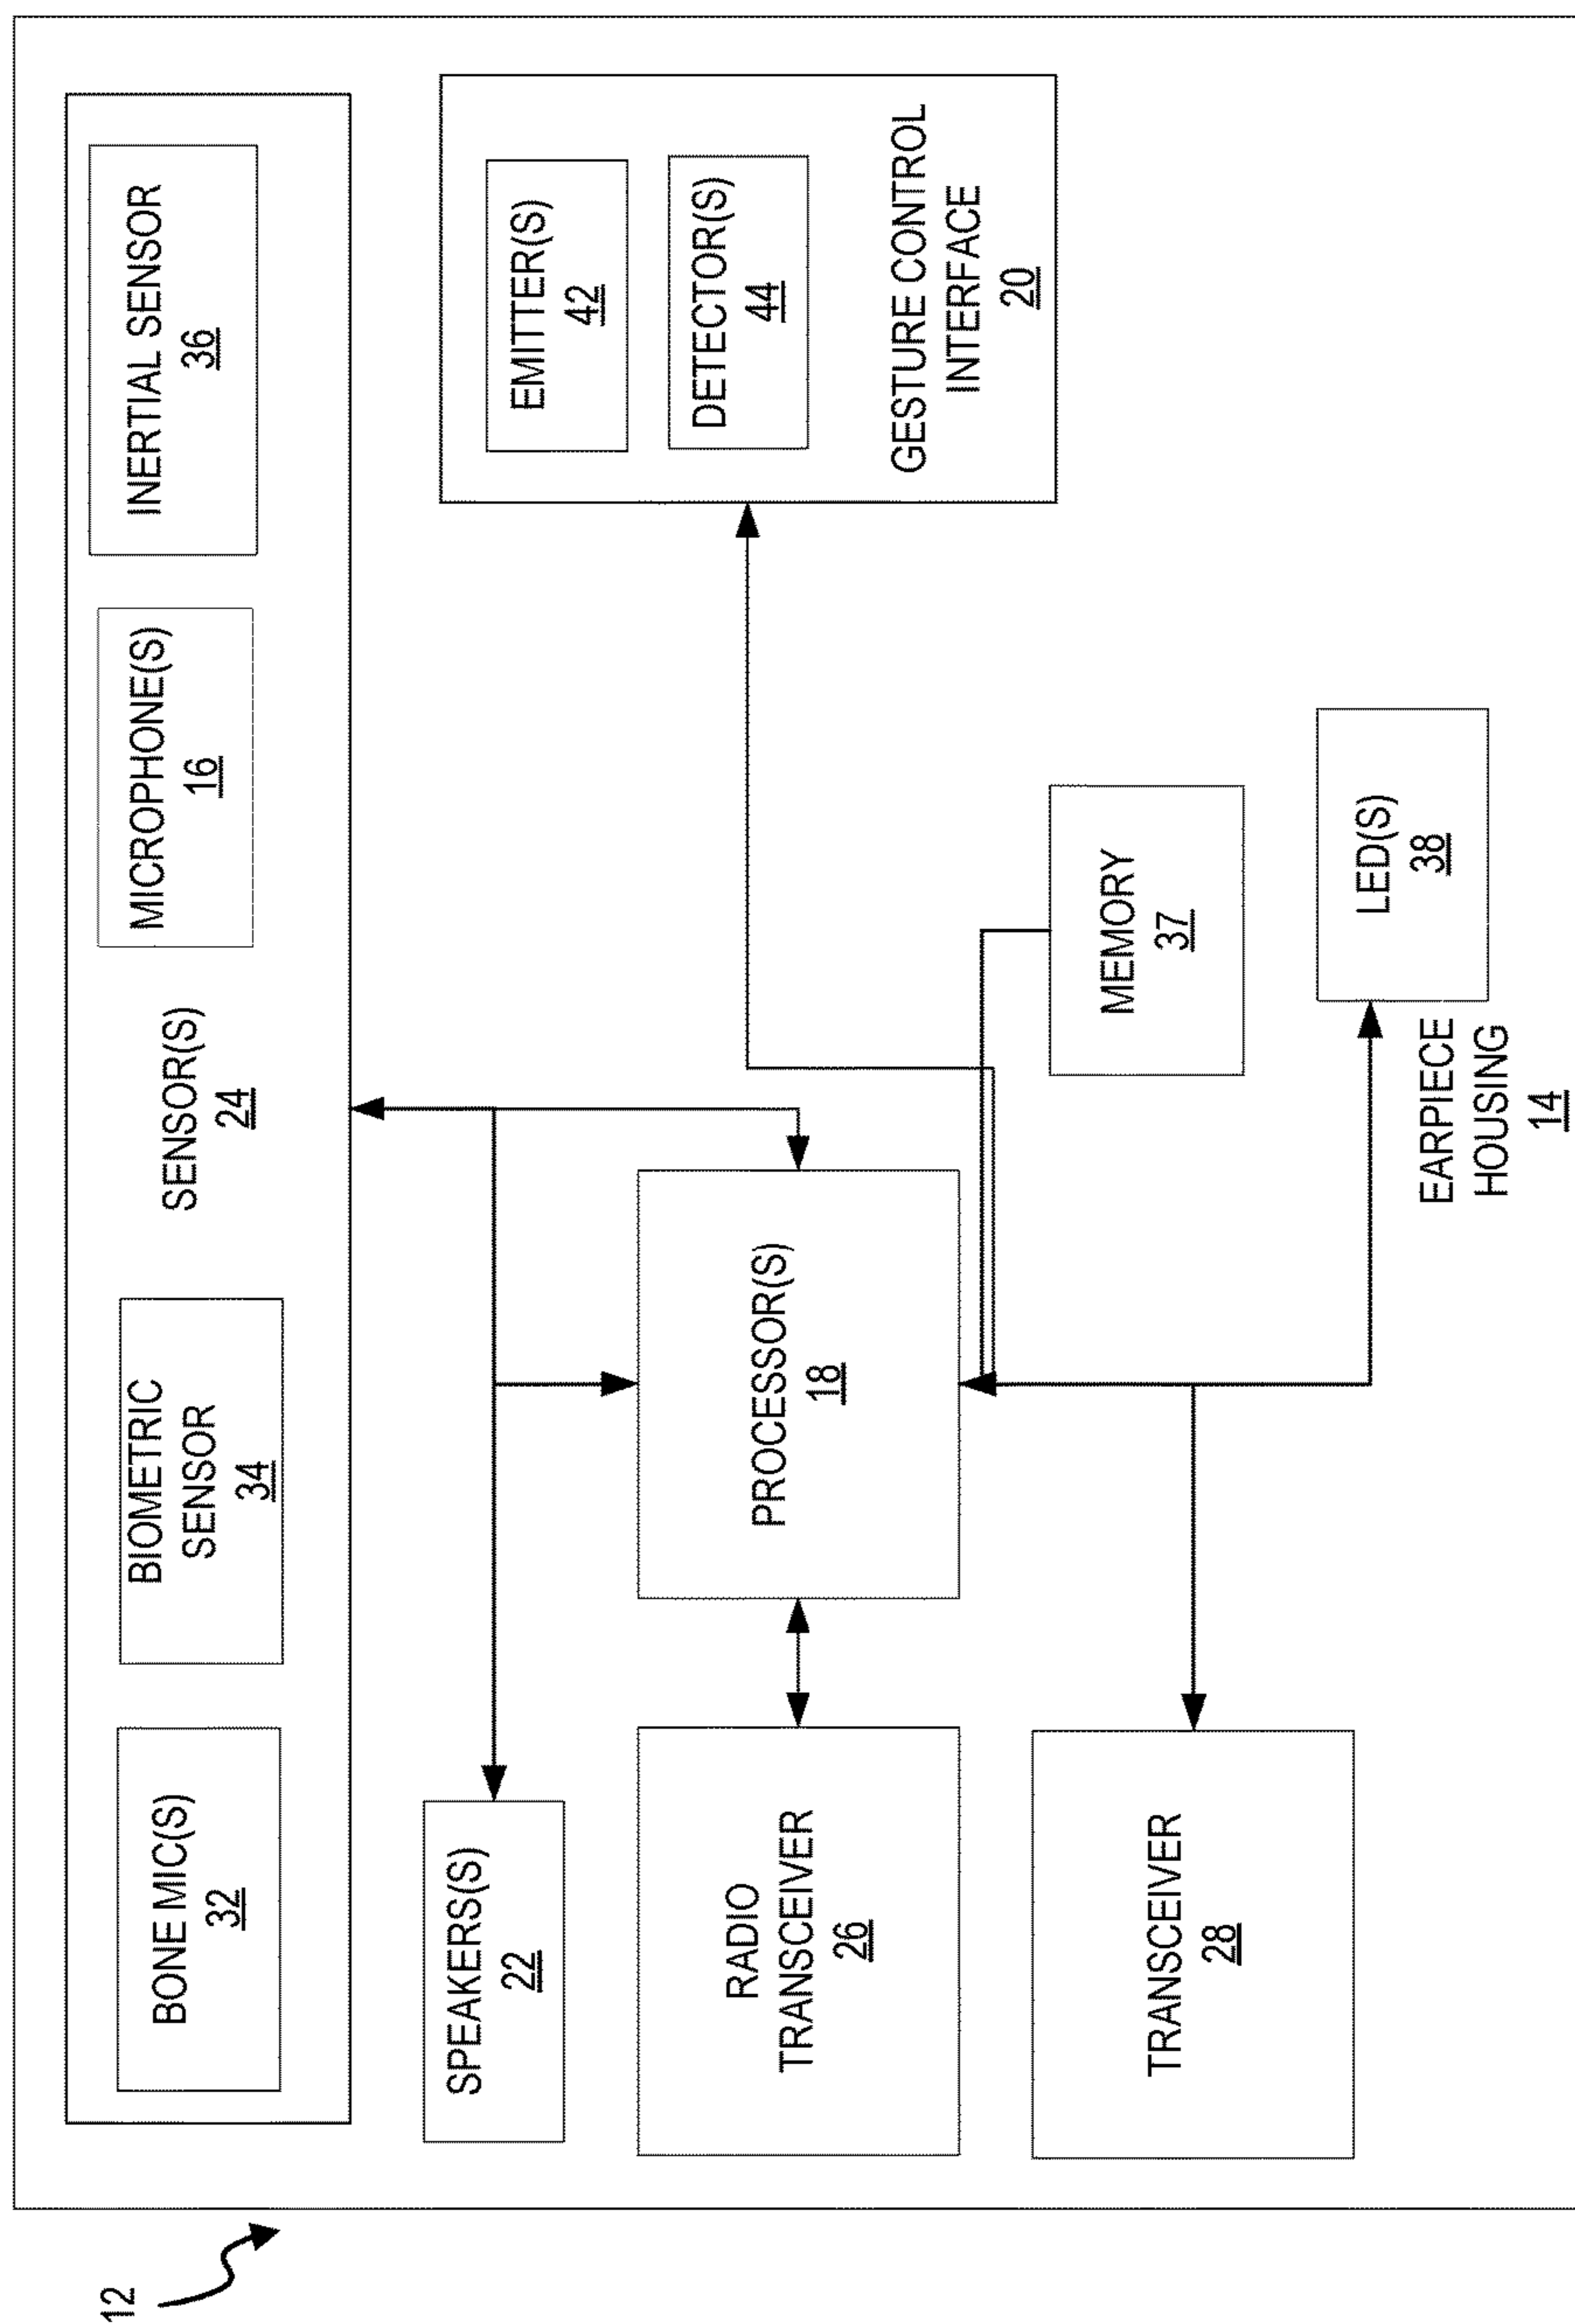 BONE MIC(S)
32
BIOMETRIC
SENSOR
34
SENSOR(S)
24
MICROPHONE(S)
16
INERTIAL SENSOR
36
SPEAKERS(S)
22
EMITTER(S)
42
DETECTOR(S)
44
GESTURE CONTROL
INTERFACE
20
RADIO
TRANSCEIVER
26
PROCESSOR(S)
18
TRANSCEIVER
28
MEMORY
37
LED(S)
38
EARPIECE
HOUSING
14
12